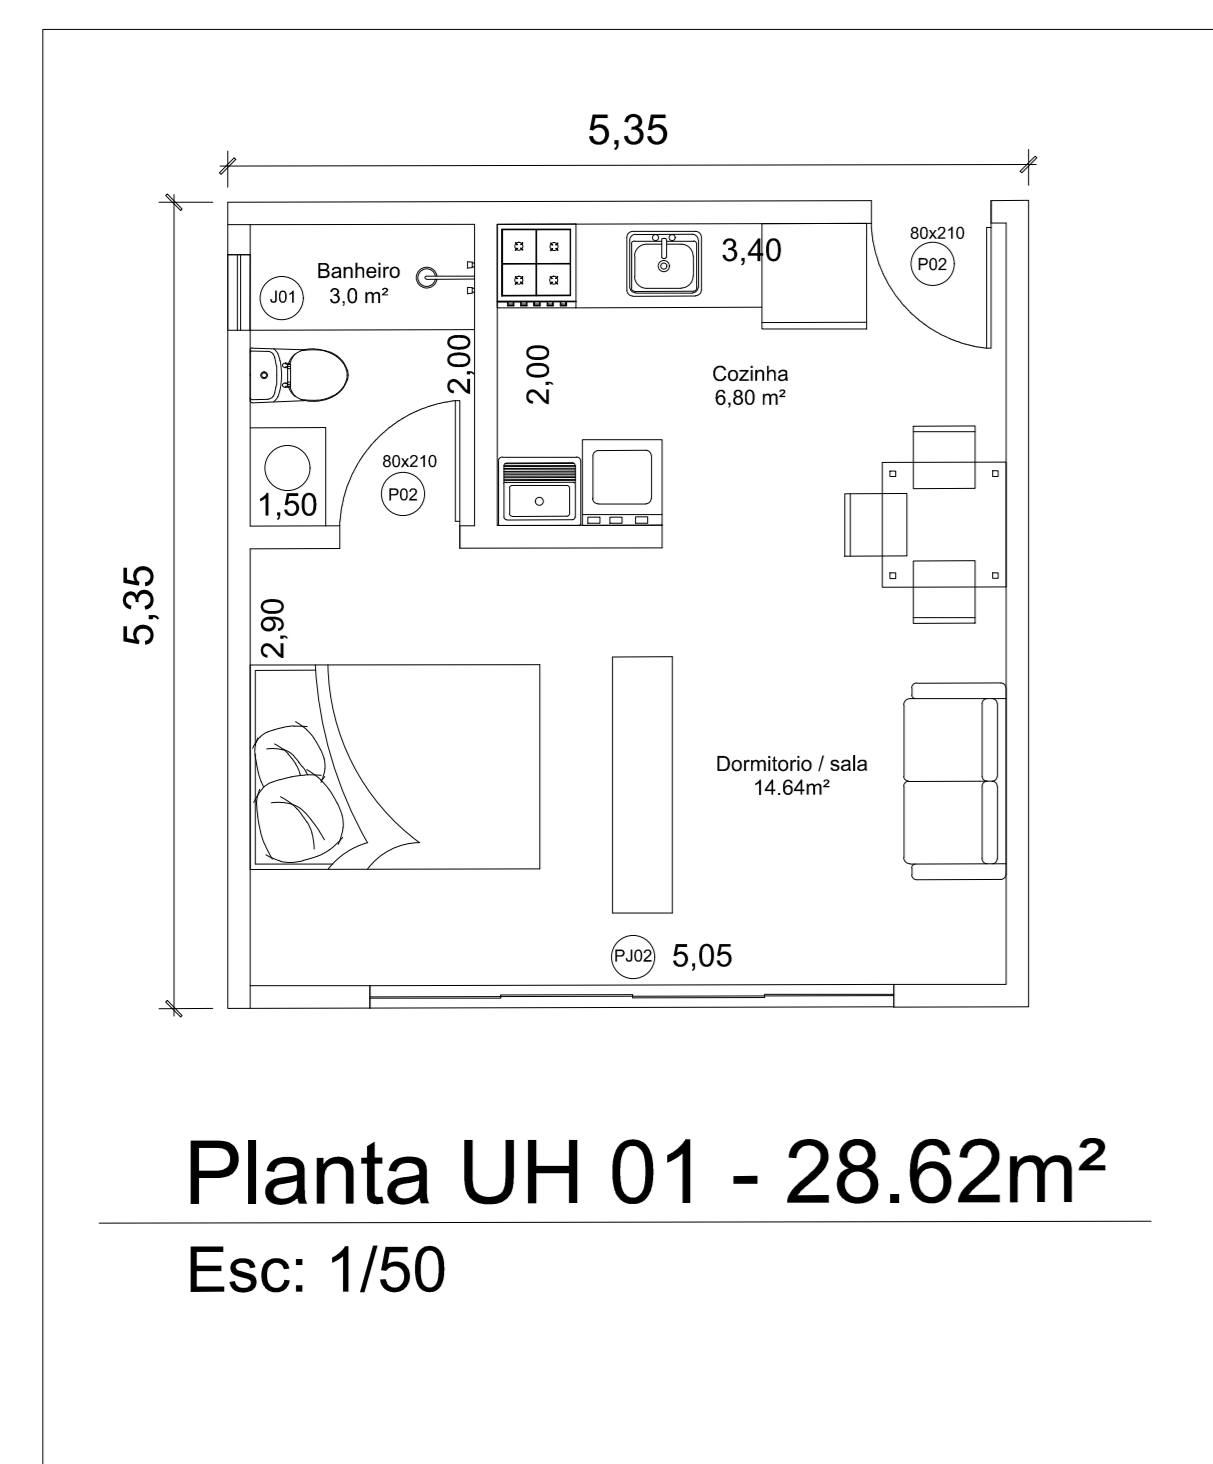 5,35
80x210
P02
3,40
Banheiro
3,0 m²
J01
2,00
2,00
Cozinha
6,80 m²
80x210
P02
1,50
5,35
2,90
Dormitorio / sala
14.64m²
PJ02
5,05
Planta UH 01 - 28.62m²
Esc: 1/50